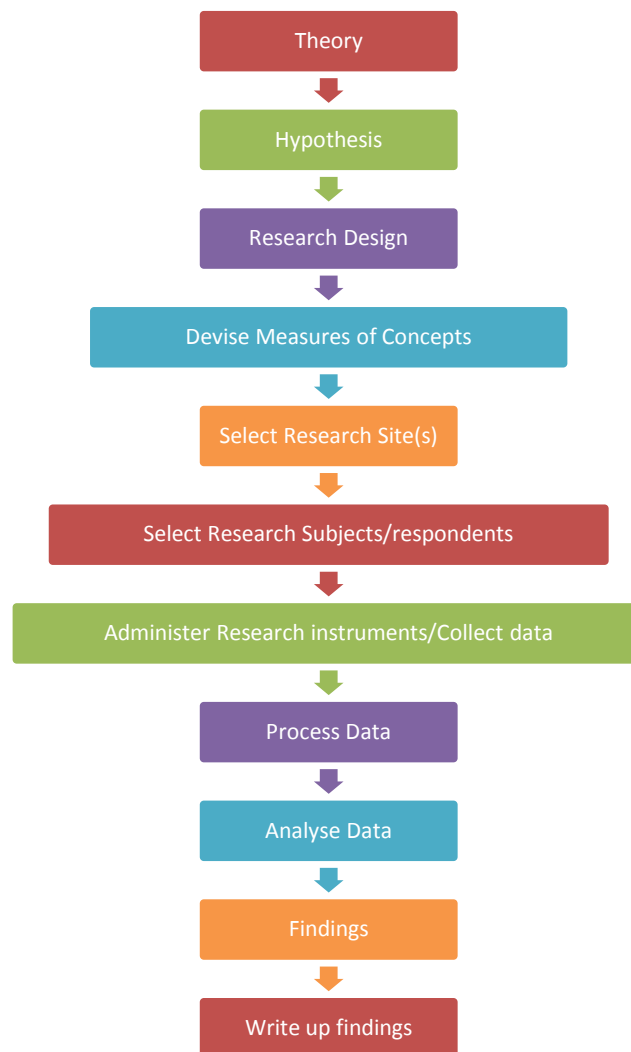 Theory
Hypothesis
Research Design
Devise Measures of Concepts
Select Research Site(s)
Select Research Subjects/respondents
Administer Research instruments/Collect data
Process Data
Analyse Data
Findings
Write up findings